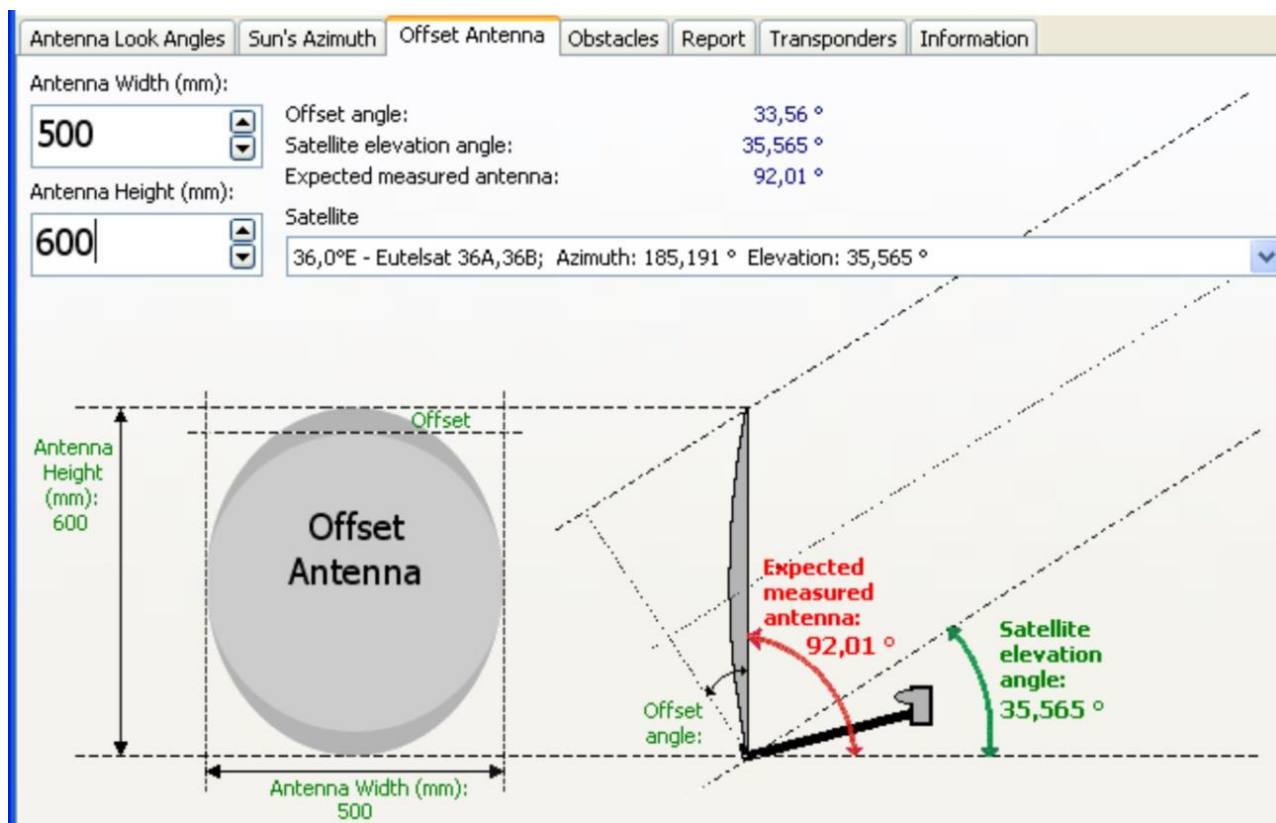 Antenna Look Angles Sun's Azimuth Offset Antenna Obstacles Report Transponders Information
Antenna Width (mm):
500
Offset angle: 33,56 °
Satellite elevation angle: 35,565 °
Expected measured antenna: 92,01 °
Antenna Height (mm):
600
Satellite
36,0°E - Eutelsat 36A,36B; Azimuth: 185,191 ° Elevation: 35,565 °
Offset
Antenna
Height
(mm):
600
Offset
Antenna
Antenna Width (mm):
500
Expected
measured
antenna:
92,01 °
Offset
angle:
Satellite
elevation
angle:
35,565 °